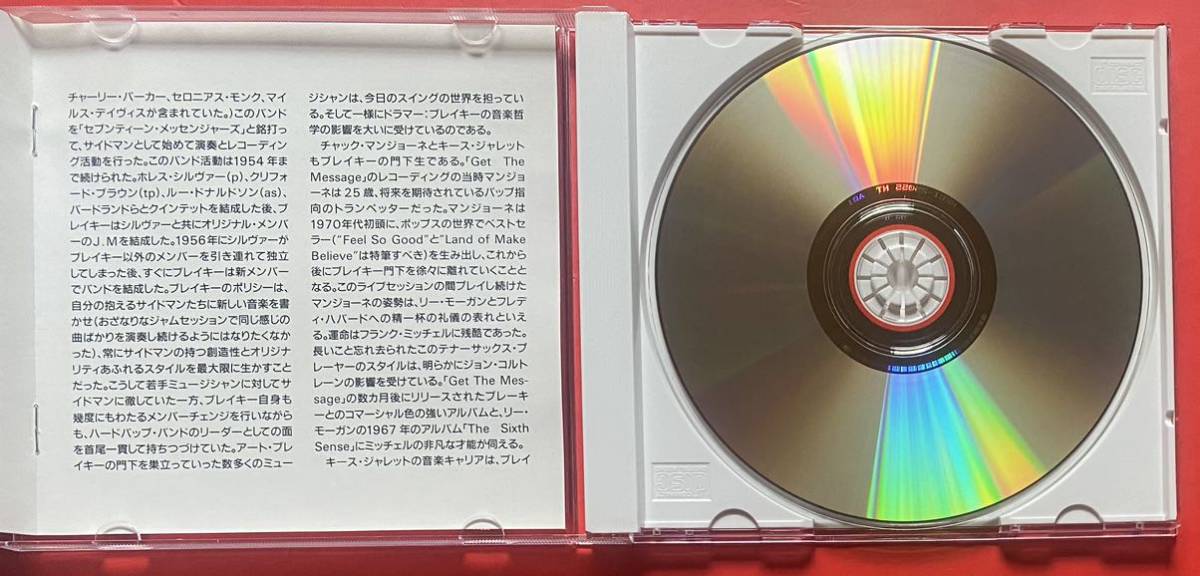 チャーリー・パーカー、セロニアス・モンク、マイ
ルス・デイヴィスが含まれていた。)このバンド
を「セブンティーン・メッセンジャーズ」と銘打っ
て、サイドマンとして始めて演奏とレコーディン
グ活動を行った。このバンド活動は1954年ま
で続けられた。ホレス・シルヴァー(p)、クリフォ
ード・ブラウン(tp)、ルー・ドナルドソン(as)、
バードランドらとクインテットを結成した後、ブ
レイキーはシルヴァーと共にオリジナル・メンバ
ーのJ.Mを結成した。1956年にシルヴァーが
ブレイキー以外のメンバーを引き連れて独立
してしまった後、すぐにブレイキーは新メンバー
でバンドを結成した。ブレイキーのポリシーは、
自分の抱えるサイドマンたちに新しい音楽を書
かせ(おざなりなジャムセッションで同じ感じの
曲ばかりを演奏し続けるようにはなりたくなか
った)、常にサイドマンの持つ創造性とオリジナ
リティあふれるスタイルを最大限に生かすこと
だった。こうして若手ミュージシャンに対してサ
イドマンに徹していた一方、ブレイキー自身も
幾度にもわたるメンバーチェンジを行いながら
も、ハードバップ・バンドのリーダーとしての面
を首尾一貫して持ちつづけていた。アート・ブレ
イキーの門下を巣立っていった数多くのミュー
ジシャンは、今日のスイングの世界を担ってい
る。そして一様にドラマー:ブレイキーの音楽哲
学の影響を大いに受けているのである。
チャック・マンジョーネとキース・ジャレット
もブレイキーの門下生である。「Get The
Message」のレコーディングの当時マンジョ
ーネは25歳、将来を期待されているバップ指
向のトランペッターだった。マンジョーネは
1970年代初頭に、ポップスの世界でベストセ
ラー("Feel So Good"と"Land of Make
Believe"は特筆すべき)を生み出し、これから
後にブレイキー門下を徐々に離れていくことと
なる。このライブセッションの間プレイし続けた
マンジョーネの姿勢は、リー・モーガンとフレデ
ィ・ハバードへの精一杯の礼儀の表れといえ
る。運命はフランク・ミッチェルに残酷であった。
長いこと忘れ去られたこのテナーサックス・プ
レーヤーのスタイルは、明らかにジョン・コルト
レーンの影響を受けている。「Get The Mes-
sage」の数カ月後にリリースされたブレーキ
ーとのコマーシャル色の強いアルバムと、リー・
モーガンの1967年のアルバム「The Sixth
Sense」にミッチェルの非凡な才能が伺える。
キース・ジャレットの音楽キャリアは、ブレイ